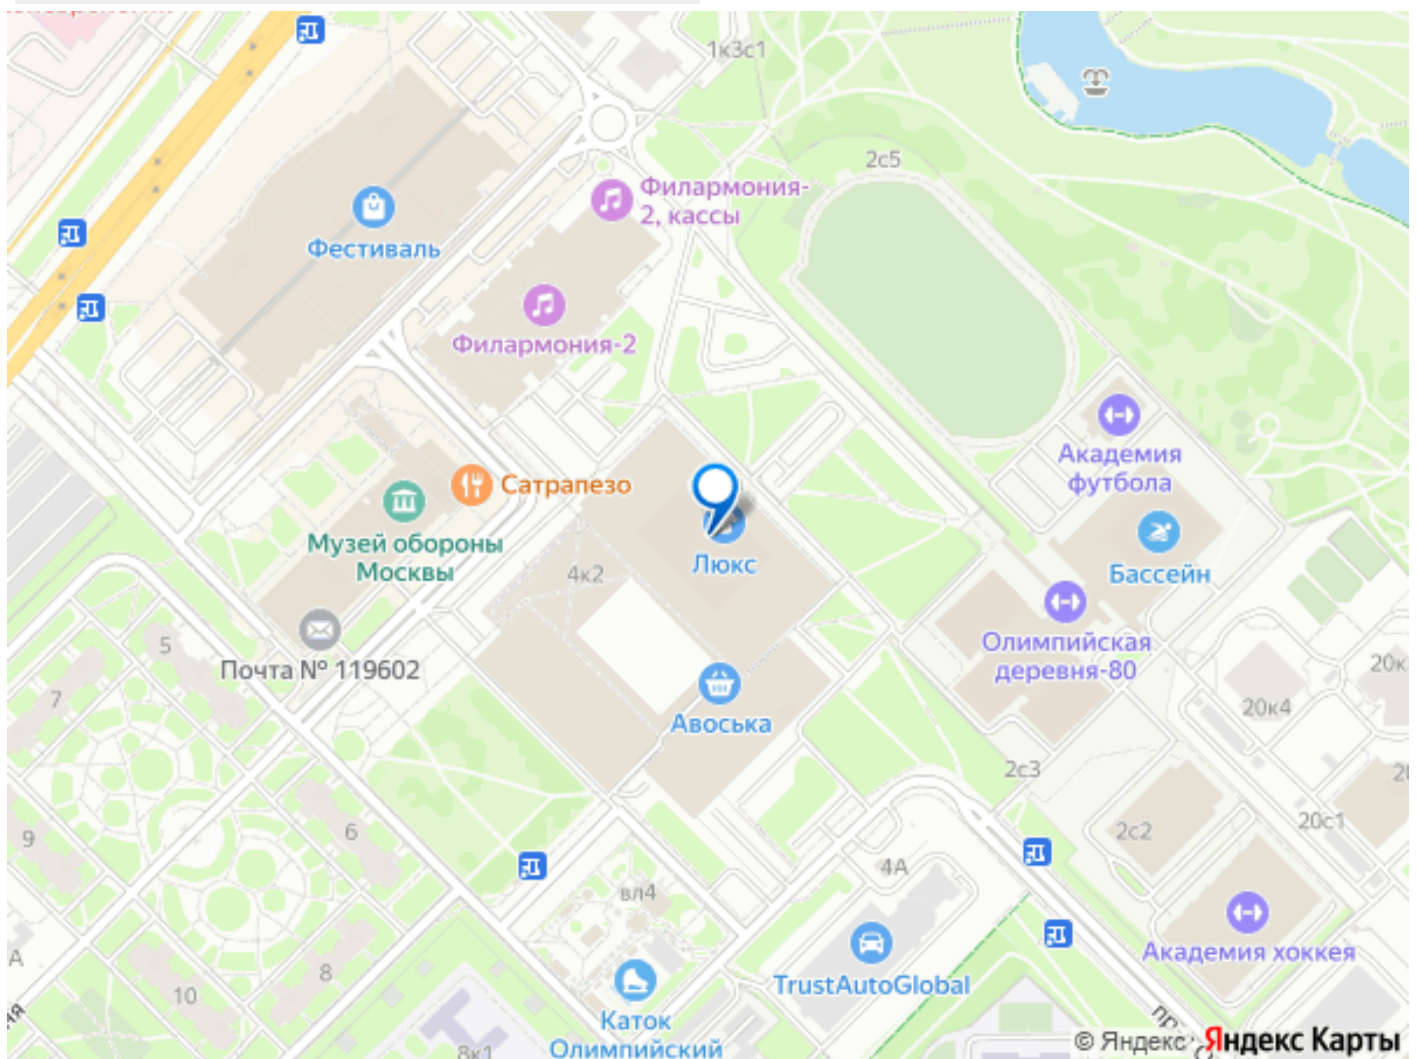 1к3с1
2с5
Филармония-
2, кассы
Фестиваль
Филармония-2
Академия
футбола
Сатрапезо
Музей обороны
Москвы
4к2
Люкс
Бассейн
Олимпийская
деревня-80
5
Почта № 119602
7
20к4
Авоська
2с3
9
6
2с2
20с1
4А
вл4
А
8
10
TrustAutoGlobal
Академия хоккея
Каток
Олимпийский
8к1
© Яндекс
Яндекс Карты